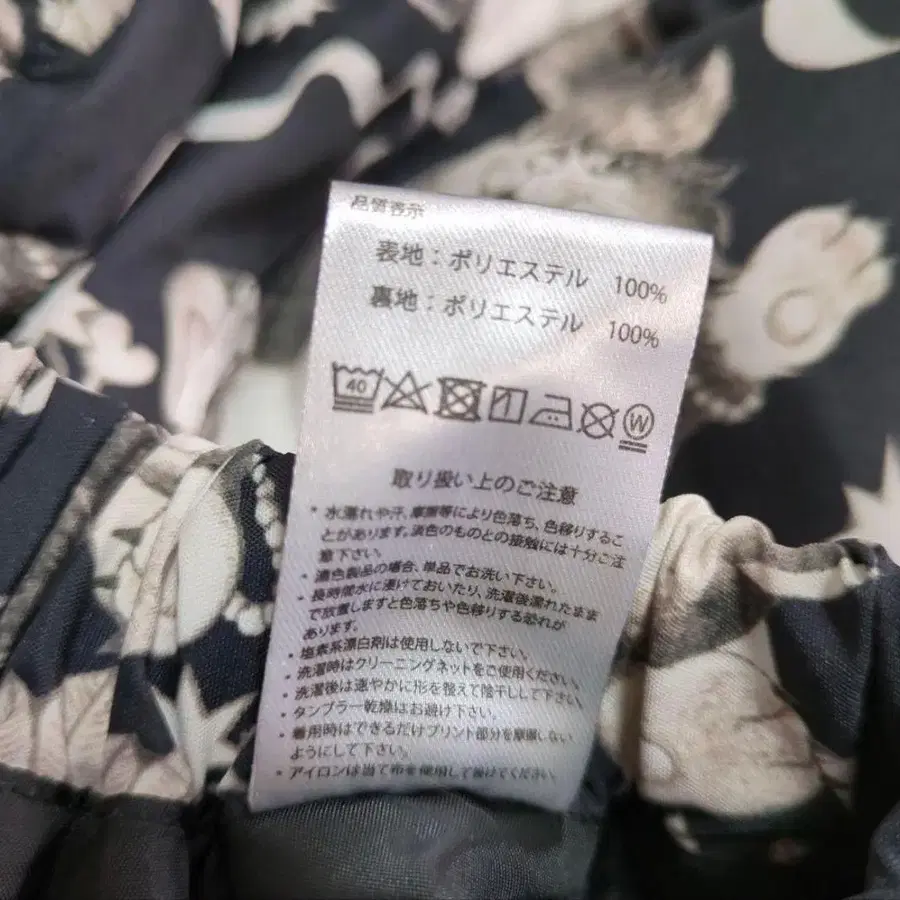 品質表示
表地：ポリエステル 100%
裏地：ポリエステル 100%
40 W
取り扱い上のご注意
* 水濡れや汗、摩擦等により色落ち、色移りするこ
とがあります。淡色のものとの接触には十分ご注
意下さい。
・濃色製品の場合、単品でお洗い下さい。
・長時間水に浸けておいたり、洗濯後濡れたまま
で放置しますと色落ちや色移りする恐れが
あります。
・塩素系漂白剤は使用しないで下さい。
・洗濯時はクリーニングネットをご使用ください。
・洗濯後は速やかに形を整えて陰干しして下さい。
・タンブラー乾燥はお避け下さい。
・着用時はできるだけプリント部分を摩擦しない
ようにして下さい。
・アイロンは当て布を使用して掛けてください。